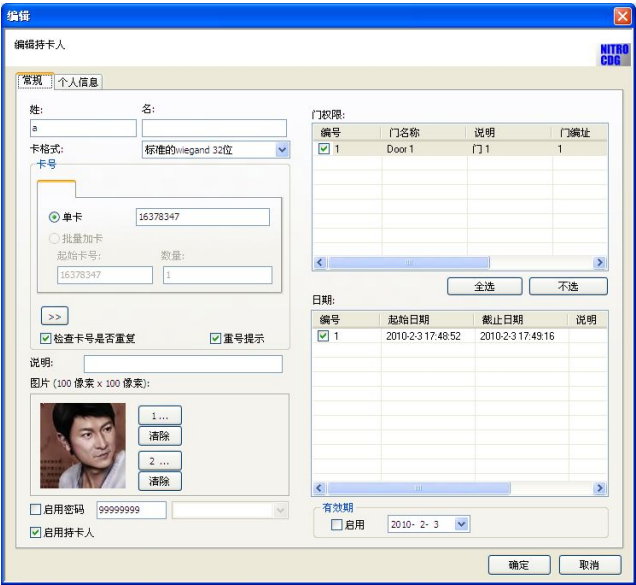 编辑
编辑持卡人
NITRO
CDG
常规 个人信息
姓: 名:
a
卡格式: 标准的wiegand 32位
卡号
单卡 16378347
批量加卡
起始卡号: 数量:
16378347 1
>>
检查卡号是否重复 重号提示
说明:
图片 (100 像素 x 100 像素):
1 ...
清除
2 ...
清除
启用密码 99999999
启用持卡人
门权限:
编号 门名称 说明 门编址
1 Door 1 门 1 1
全选 不选
日期:
编号 起始日期 截止日期 说明
1 2010-2-3 17:48:52 2010-2-3 17:49:16
有效期
启用 2010- 2- 3
确定 取消